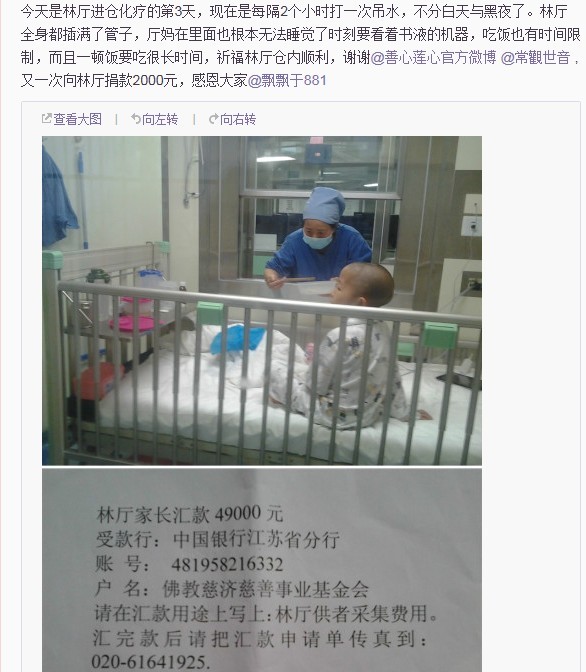 今天是林厅进仓化疗的第3天，现在是每隔2个小时打一次吊水，不分白天与黑夜了。林厅
全身都插满了管子，厅妈在里面也根本无法睡觉了时刻要看着书液的机器，吃饭也有时间限
制，而且一顿饭要吃很长时间，祈福林厅仓内顺利，谢谢@善心莲心官方微博 @常觀世音，
又一次向林厅捐款2000元，感恩大家@飘飘于881
查看大图 | 向左转 | 向右转
林厅家长汇款 49000 元
受款行：中国银行江苏省分行
账 号： 481958216332
户 名：佛教慈济慈善事业基金会
请在汇款用途上写上:林厅供者采集费用。
汇完款后请把汇款申请单传真到：
020-61641925.